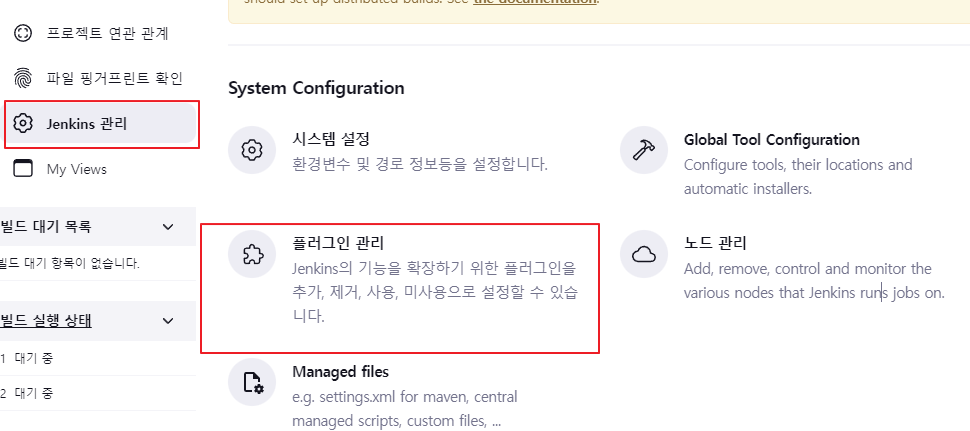 should set up distributed builds. See the documentation.
프로젝트 연관 관계
파일 핑거프린트 확인
Jenkins 관리
My Views
빌드 대기 목록
빌드 대기 항목이 없습니다.
빌드 실행 상태
1 대기 중
2 대기 중
System Configuration
시스템 설정
환경변수 및 경로 정보등을 설정합니다.
Global Tool Configuration
Configure tools, their locations and
automatic installers.
플러그인 관리
Jenkins의 기능을 확장하기 위한 플러그인을
추가, 제거, 사용, 미사용으로 설정할 수 있습
니다.
노드 관리
Add, remove, control and monitor the
various nodes that Jenkins runs jobs on.
Managed files
e.g. settings.xml for maven, central
managed scripts, custom files, ...